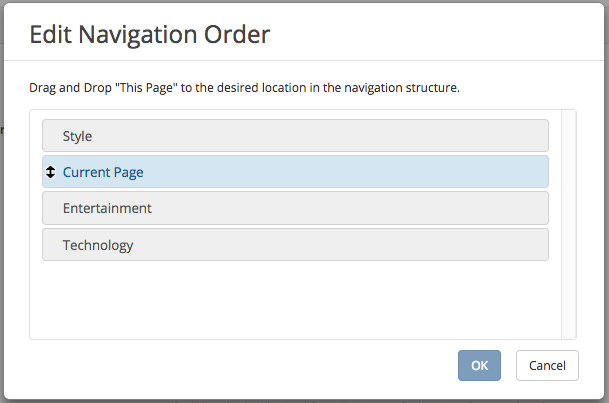 Edit Navigation Order
Drag and Drop "This Page" to the desired location in the navigation structure.
Style
Current Page
Entertainment
Technology
OK
Cancel